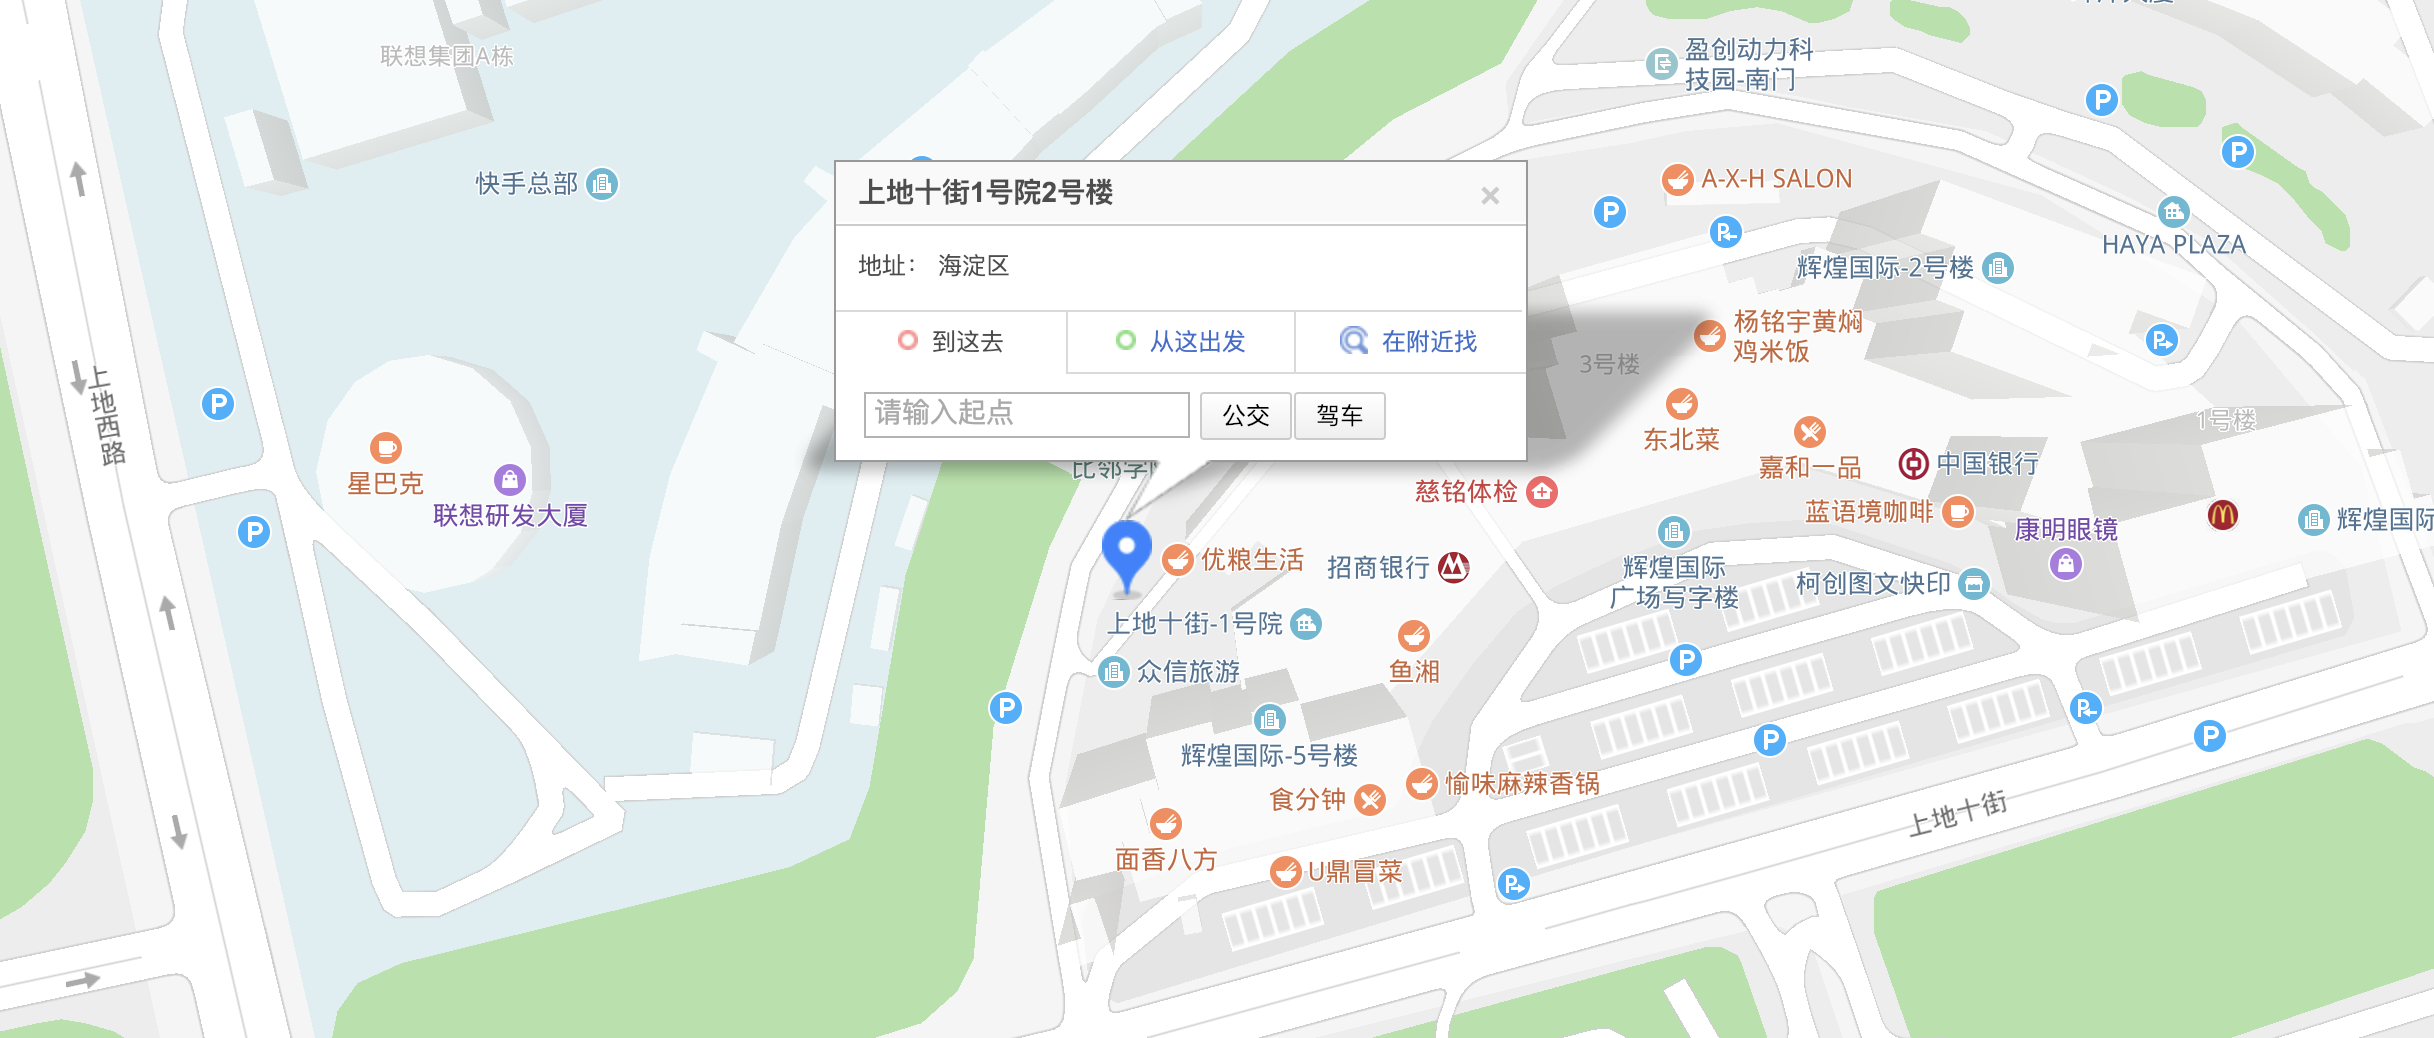 联想集团A栋
盈创动力科
技园-南门
快手总部
A-X-H SALON
上地十街1号院2号楼
×
HAYA PLAZA
地址： 海淀区
辉煌国际-2号楼
到这去
从这出发
在附近找
杨铭宇黄焖
鸡米饭
3号楼
请输入起点
公交
驾车
上地西路
东北菜
1号楼
嘉和一品
中国银行
星巴克
慈铭体检
联想研发大厦
蓝语境咖啡
康明眼镜
辉煌国际
优粮生活
招商银行
辉煌国际
广场写字楼
柯创图文快印
上地十街-1号院
众信旅游
鱼湘
辉煌国际-5号楼
愉味麻辣香锅
食分钟
上地十街
面香八方
U鼎冒菜